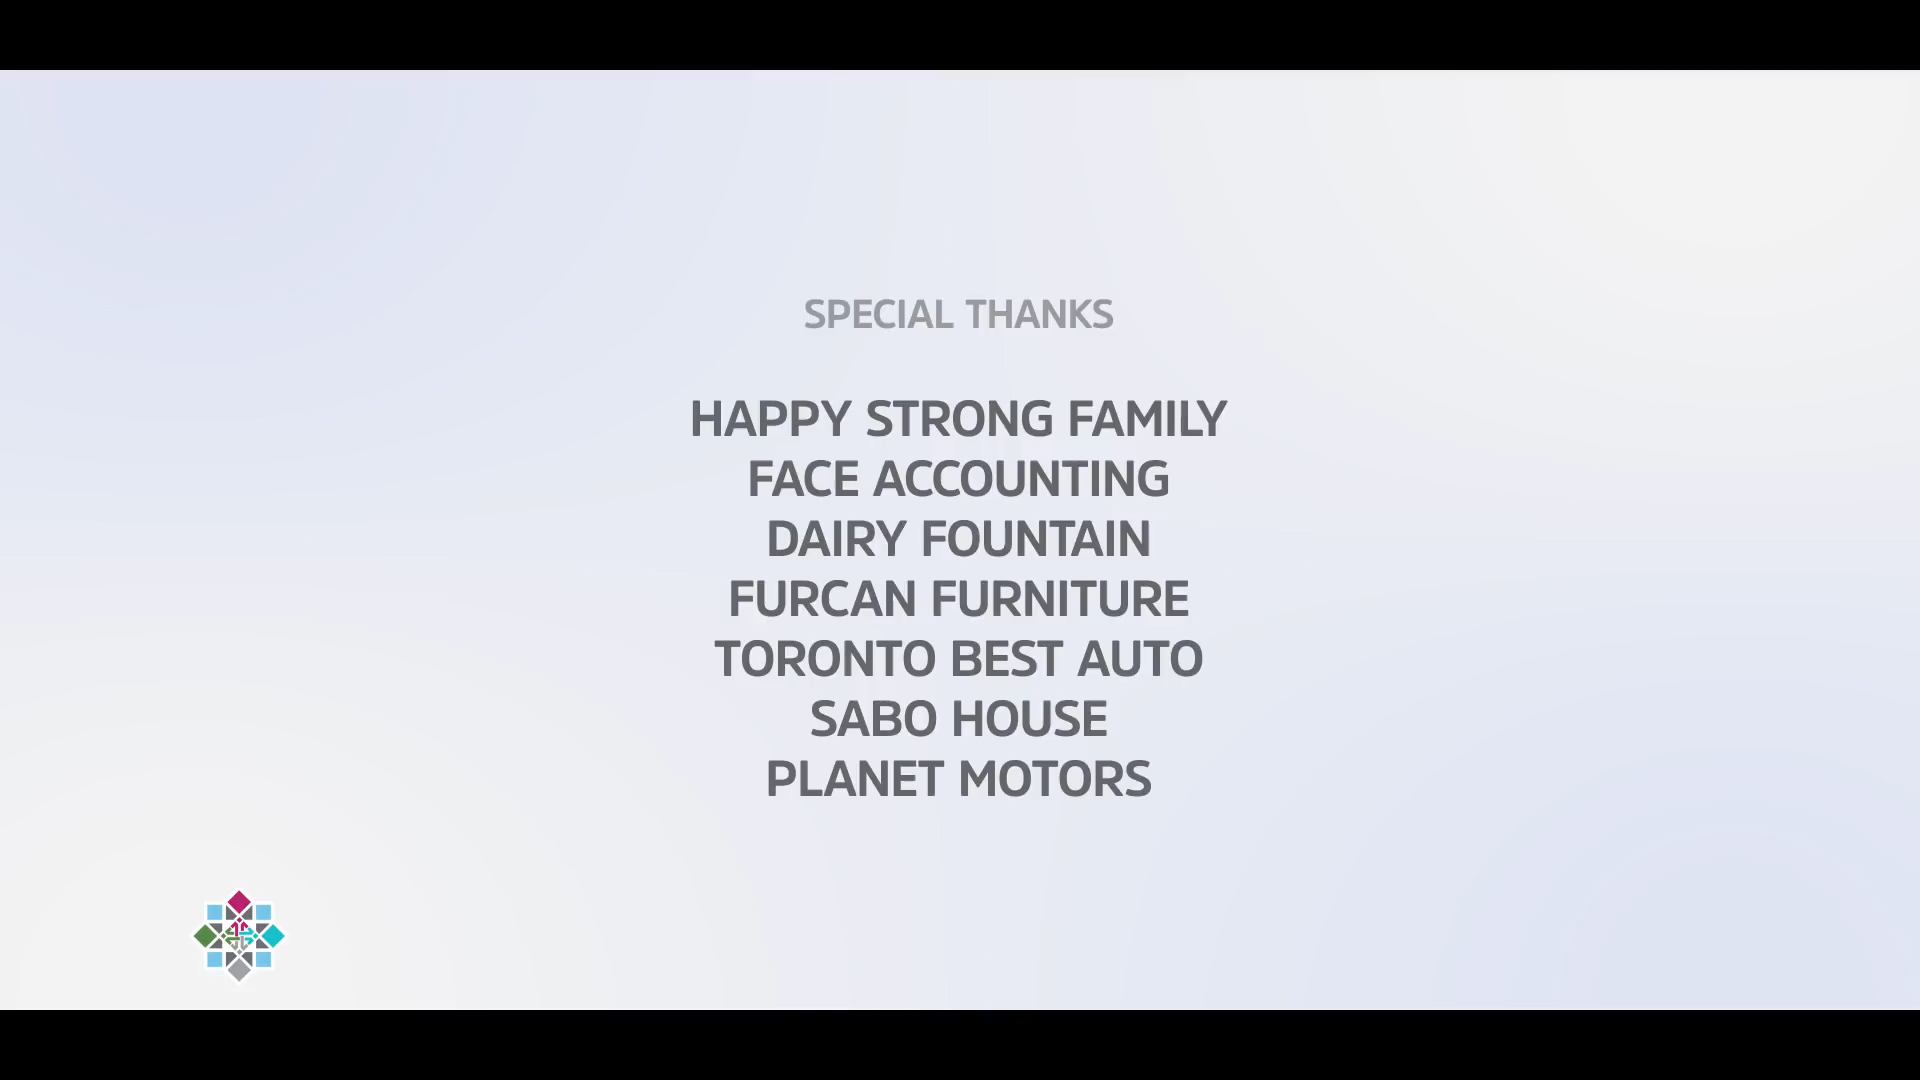 SPECIAL THANKS
HAPPY STRONG FAMILY
FACE ACCOUNTING
DAIRY FOUNTAIN
FURCAN FURNITURE
TORONTO BEST AUTO
SABO HOUSE
PLANET MOTORS